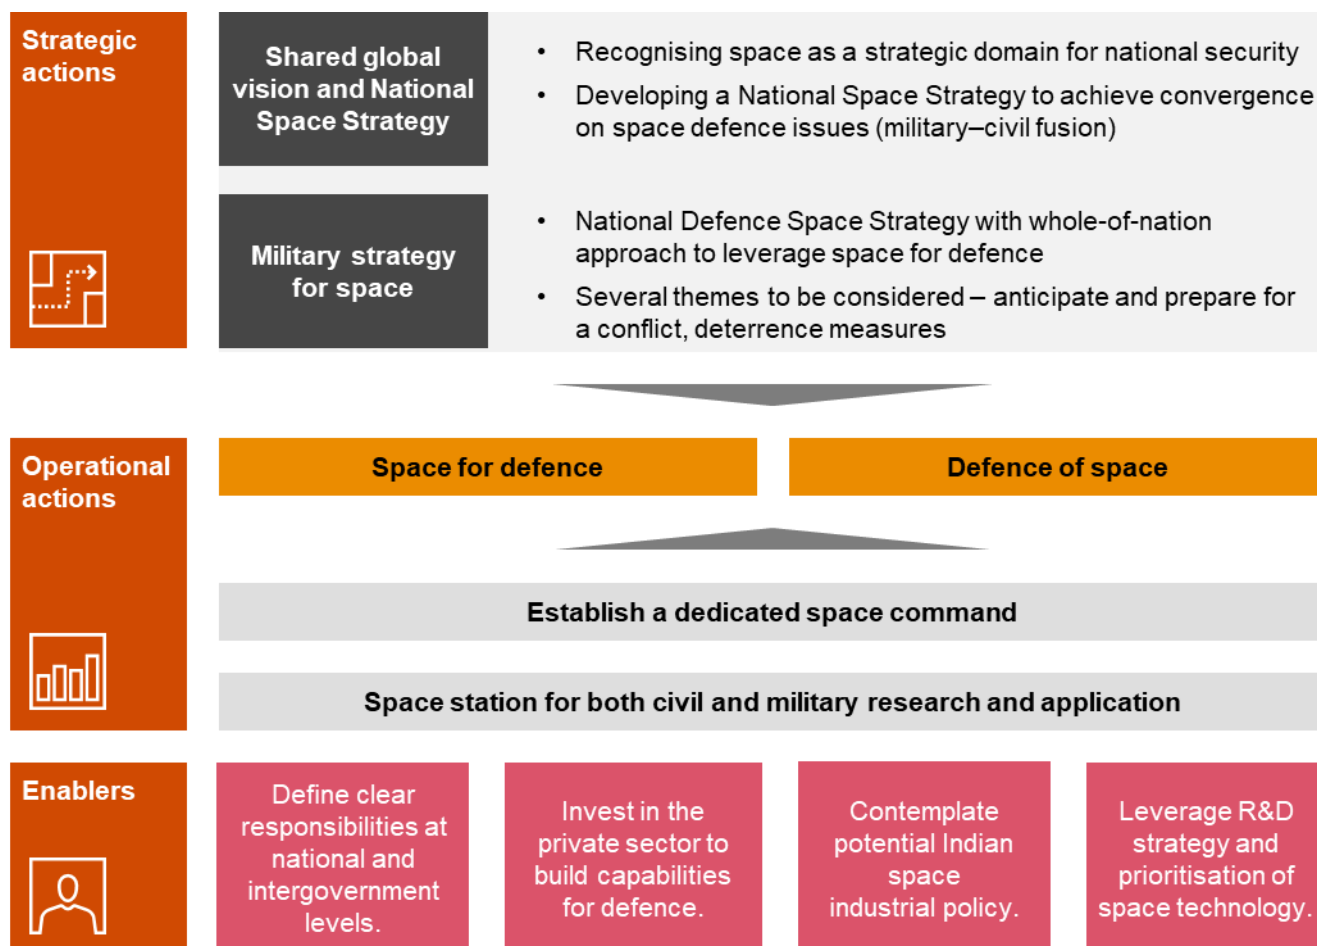 Strategic
actions
Shared global
vision and National
Space Strategy
• Recognising space as a strategic domain for national security
• Developing a National Space Strategy to achieve convergence
on space defence issues (military–civil fusion)
Military strategy
for space
• National Defence Space Strategy with whole-of-nation
approach to leverage space for defence
• Several themes to be considered – anticipate and prepare for
a conflict, deterrence measures
Operational
actions
Space for defence
Defence of space
Establish a dedicated space command
Space station for both civil and military research and application
Enablers
Define clear
responsibilities at
national and
intergovernment
levels.
Invest in the
private sector to
build capabilities
for defence.
Contemplate
potential Indian
space
industrial policy.
Leverage R&D
strategy and
prioritisation of
space technology.